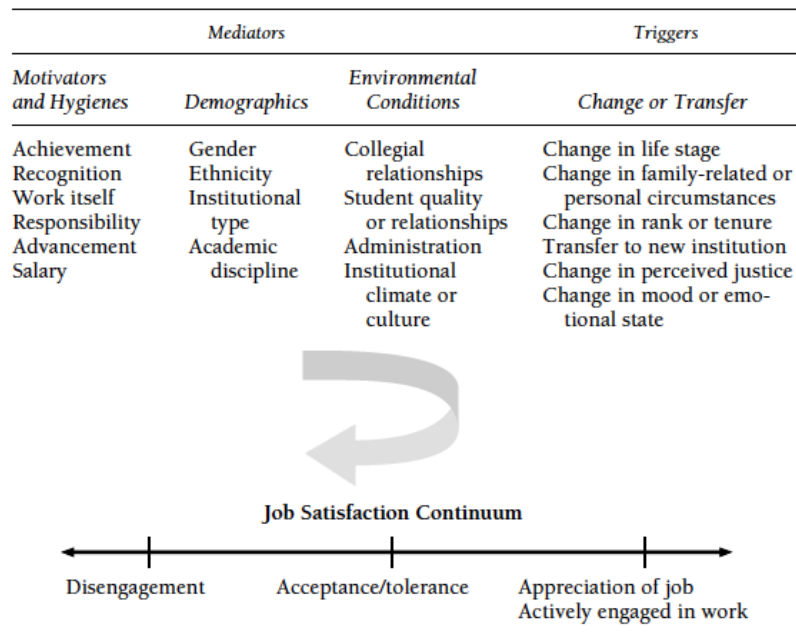 Mediators Triggers
Motivators and Hygienes Demographics Environmental Conditions Change or Transfer
Achievement
Recognition
Work itself
Responsibility
Advancement
Salary
Gender
Ethnicity
Institutional
type
Academic
discipline
Collegial
relationships
Student quality
or relationships
Administration
Institutional
climate or
culture
Change in life stage
Change in family-related or
personal circumstances
Change in rank or tenure
Transfer to new institution
Change in perceived justice
Change in mood or emo-
tional state
Job Satisfaction Continuum
Disengagement Acceptance/tolerance Appreciation of job
Actively engaged in work